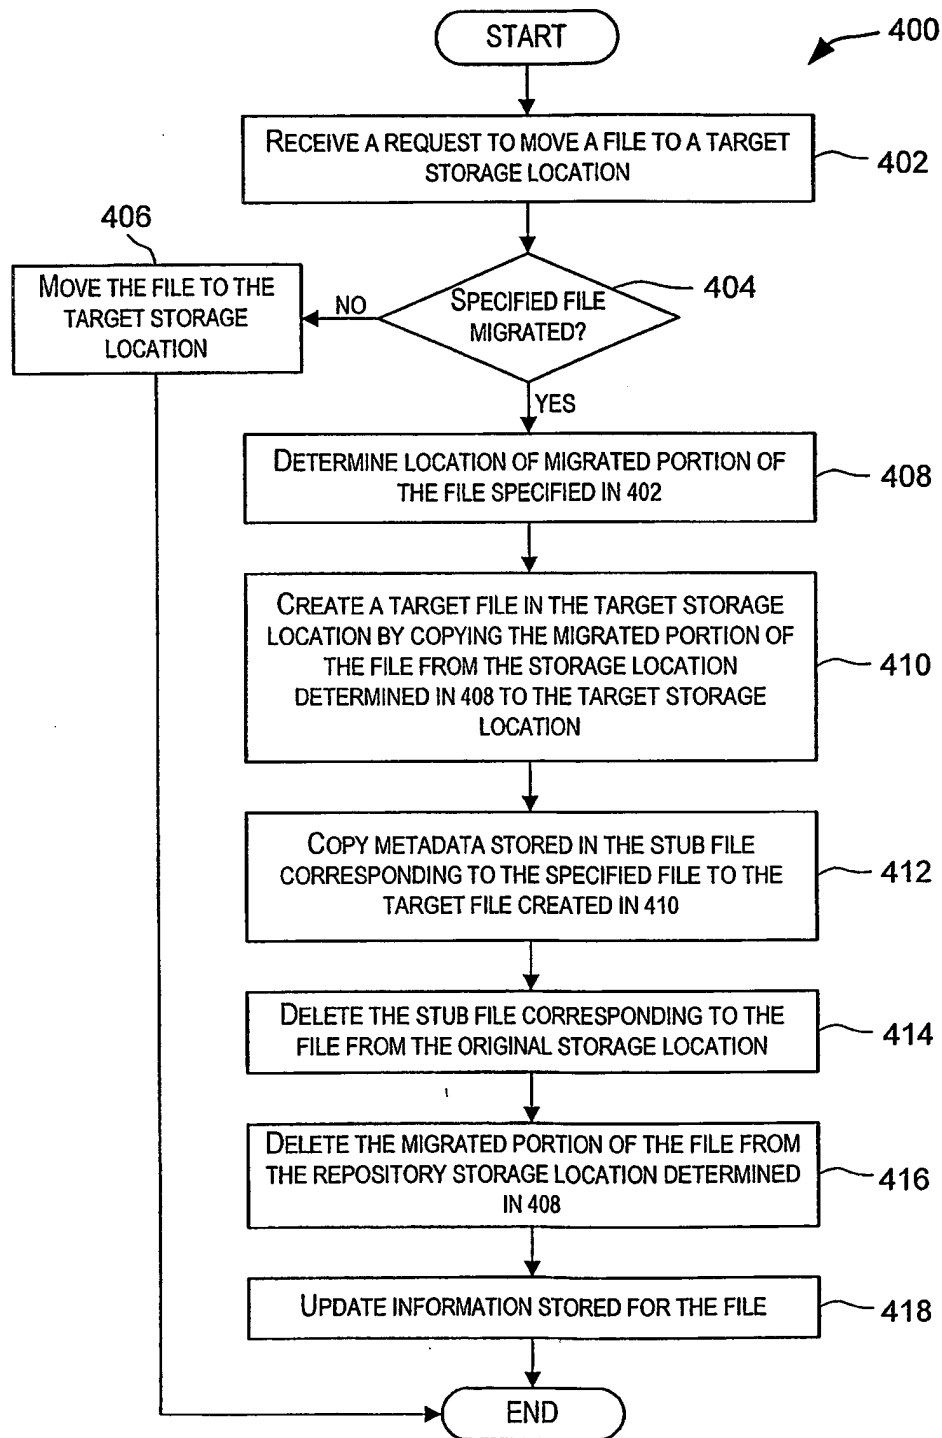 START
400
RECEIVE A REQUEST TO MOVE A FILE TO A TARGET
STORAGE LOCATION
402
406
MOVE THE FILE TO THE
TARGET STORAGE
LOCATION
NO
SPECIFIED FILE
MIGRATED?
404
YES
DETERMINE LOCATION OF MIGRATED PORTION OF
THE FILE SPECIFIED IN 402
408
CREATE A TARGET FILE IN THE TARGET STORAGE
LOCATION BY COPYING THE MIGRATED PORTION OF
THE FILE FROM THE STORAGE LOCATION
DETERMINED IN 408 TO THE TARGET STORAGE
LOCATION
410
COPY METADATA STORED IN THE STUB FILE
CORRESPONDING TO THE SPECIFIED FILE TO THE
TARGET FILE CREATED IN 410
412
DELETE THE STUB FILE CORRESPONDING TO THE
FILE FROM THE ORIGINAL STORAGE LOCATION
414
DELETE THE MIGRATED PORTION OF THE FILE FROM
THE REPOSITORY STORAGE LOCATION DETERMINED
IN 408
416
UPDATE INFORMATION STORED FOR THE FILE
418
END